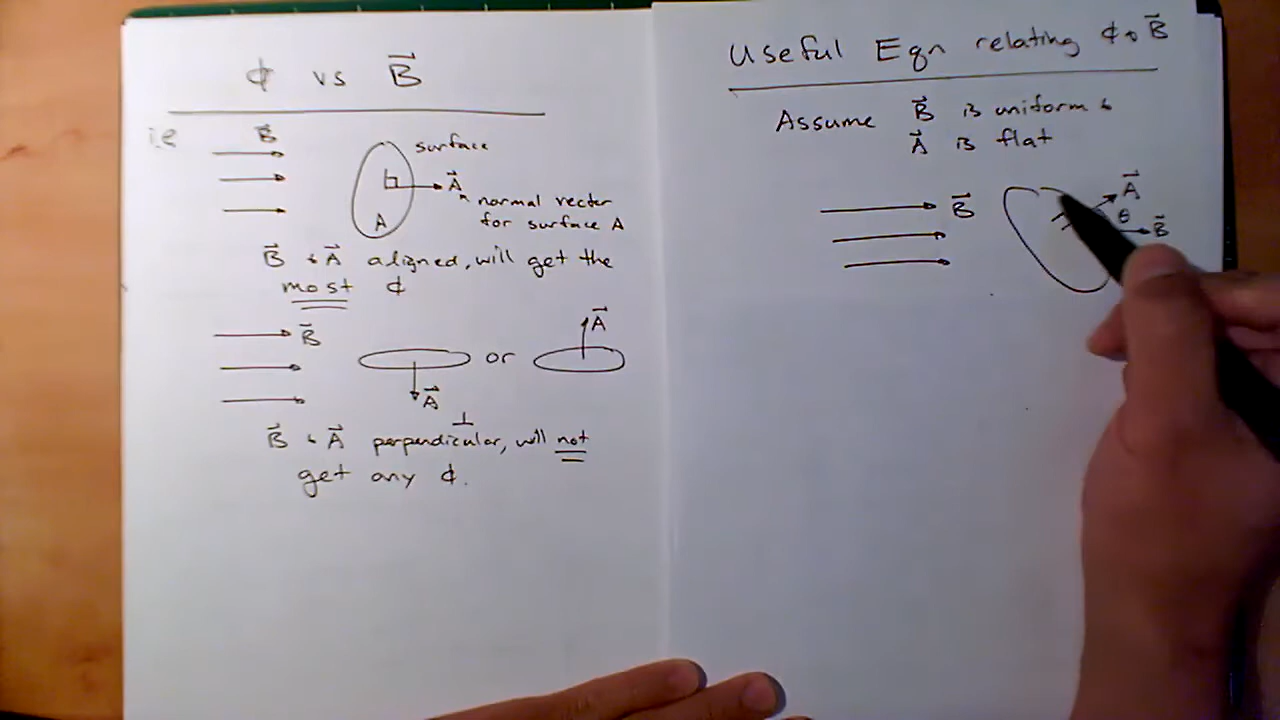 ϕ vs B⃗
i.e
B⃗
surface
A⃗
normal vector
for surface A
A
B⃗ & A⃗ aligned, will get the
most ϕ
B⃗
or
A⃗
A⃗
⊥
B⃗ & A⃗ perpendicular, will not
get any ϕ.
Useful Eqn relating ϕ & B⃗
Assume B⃗ is uniform &
A⃗ is flat
B⃗
A⃗
θ
B⃗